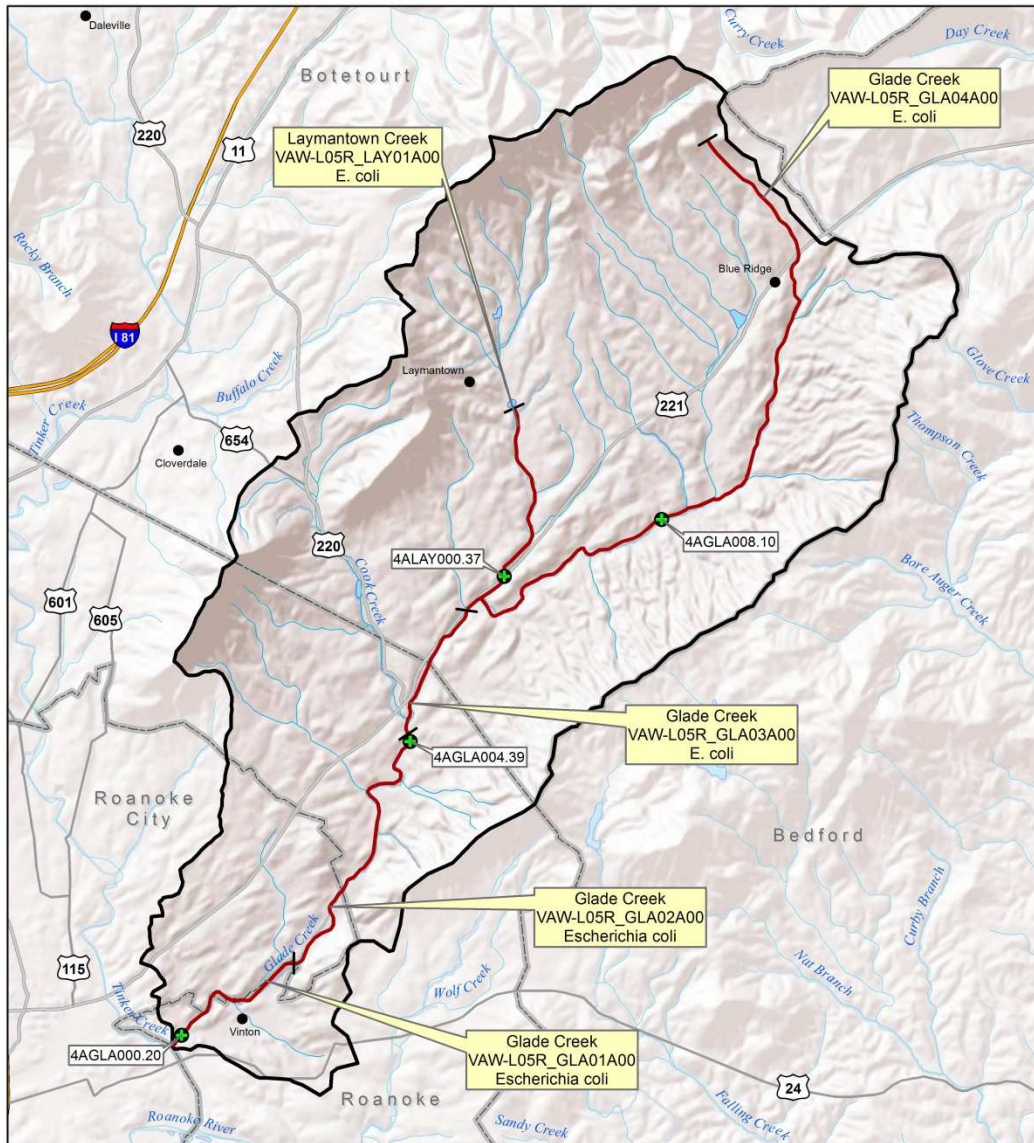 Daleville
Curry Creek
Day Creek
Botetourt
Glade Creek
VAW-L05R_GLA04A00
E. coli
220
11
Laymantown Creek
VAW-L05R_LAY01A00
E. coli
Rocky Branch
Blue Ridge
I 81
Buffalo Creek
Laymantown
Glove Creek
221
Tinker Creek
654
Cloverdale
Thompson Creek
220
4AGLA008.10
4ALAY000.37
Cook Creek
Bore Auger Creek
601
605
Glade Creek
VAW-L05R_GLA03A00
E. coli
4AGLA004.39
Roanoke
City
Bedford
Glade Creek
VAW-L05R_GLA02A00
Escherichia coli
Curby Branch
Glade Creek
115
Wolf Creek
Nat Branch
Tinker Creek
Vinton
4AGLA000.20
Glade Creek
VAW-L05R_GLA01A00
Escherichia coli
24
Roanoke
Falling Creek
Roanoke River
Sandy Creek